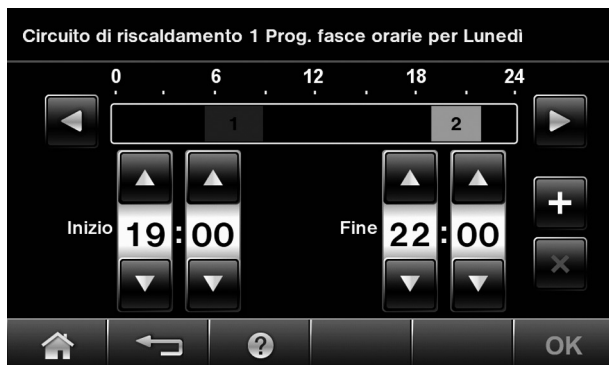 Circuito di riscaldamento 1 Prog. fasce orarie per Lunedì
0 6 12 18 24
1 2
Inizio 19:00 Fine 22:00
OK